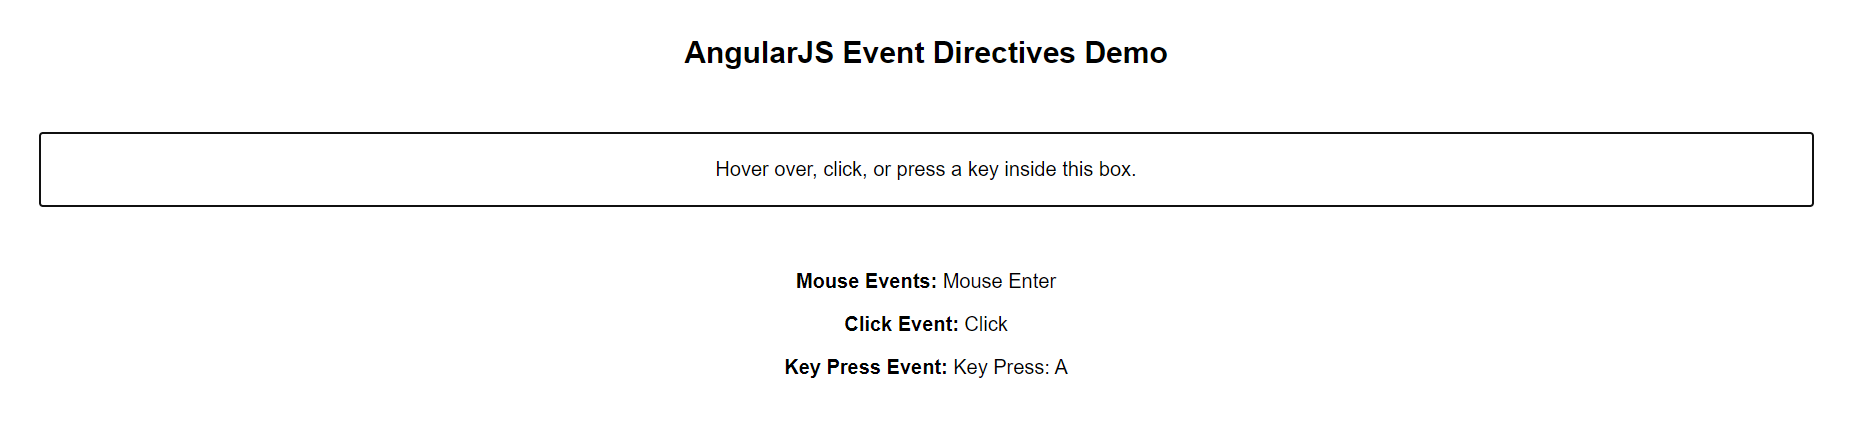 AngularJS Event Directives Demo
Hover over, click, or press a key inside this box.
Mouse Events: Mouse Enter
Click Event: Click
Key Press Event: Key Press: A